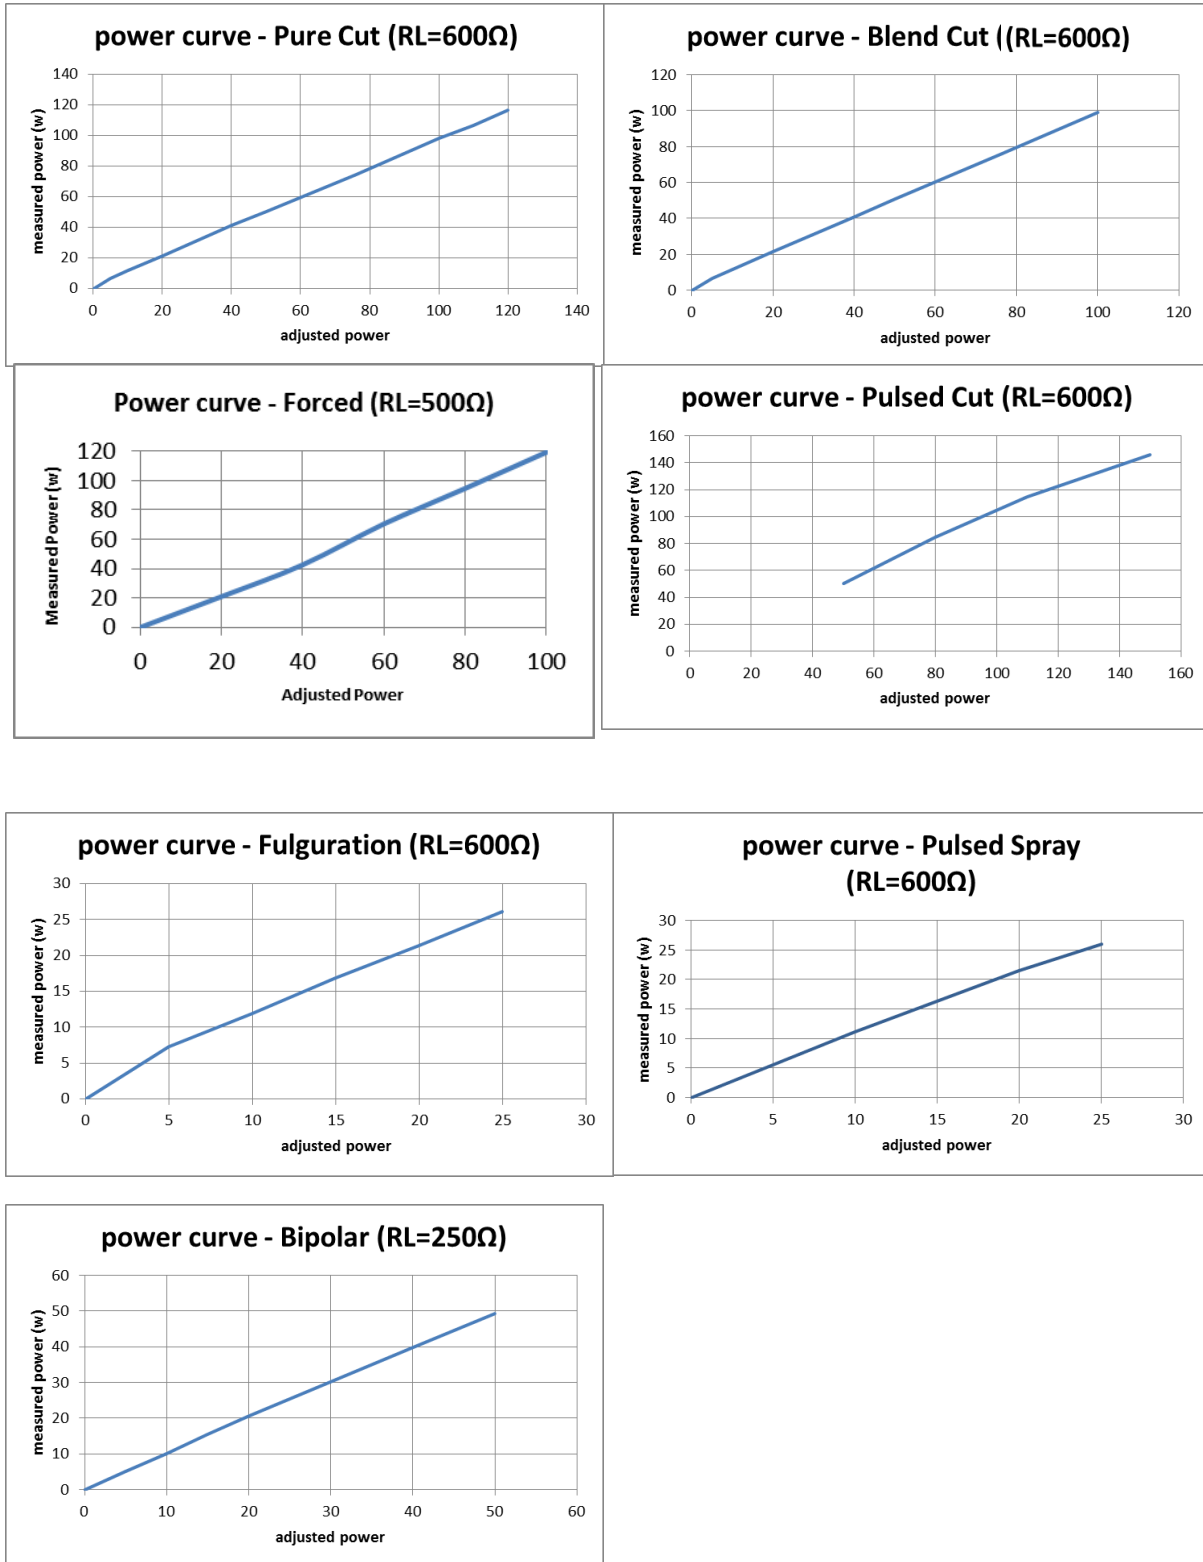 power curve - Pure Cut (RL=600Ω)
140
120
100
80
60
40
20
0
measured power (w)
0 20 40 60 80 100 120 140
adjusted power
power curve - Blend Cut ((RL=600Ω)
120
100
80
60
40
20
0
measured power (w)
0 20 40 60 80 100 120
adjusted power
Power curve - Forced (RL=500Ω)
120
100
80
60
40
20
0
Measured Power (w)
0 20 40 60 80 100
Adjusted Power
power curve - Pulsed Cut (RL=600Ω)
160
140
120
100
80
60
40
20
0
measured power (w)
0 20 40 60 80 100 120 140 160
adjusted power
power curve - Fulguration (RL=600Ω)
30
25
20
15
10
5
0
measured power (w)
0 5 10 15 20 25 30
adjusted power
power curve - Pulsed Spray
(RL=600Ω)
30
25
20
15
10
5
0
measured power (w)
0 5 10 15 20 25 30
adjusted power
power curve - Bipolar (RL=250Ω)
60
50
40
30
20
10
0
measured power (w)
0 10 20 30 40 50 60
adjusted power